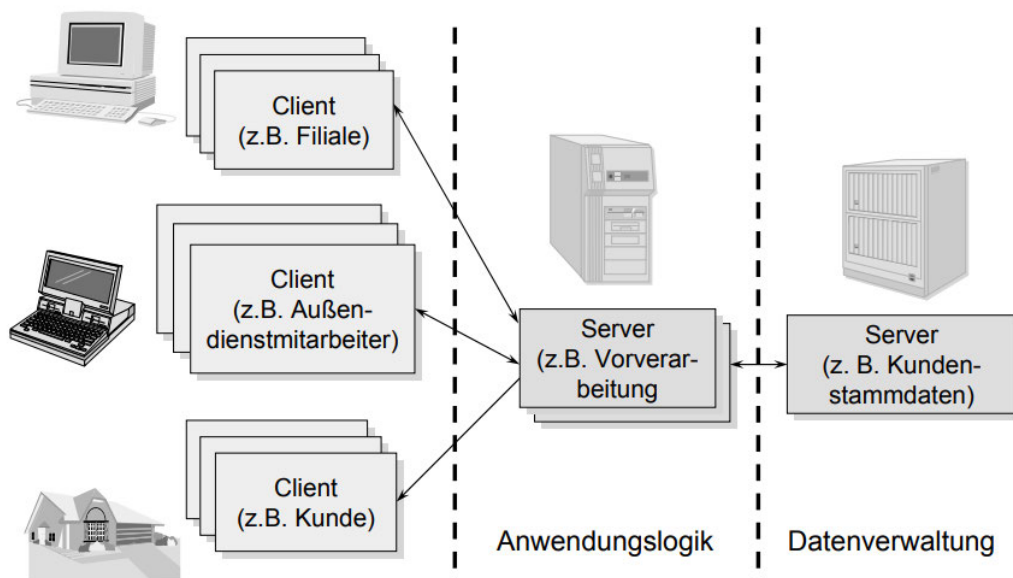 Client
(z.B. Filiale)
Client
(z.B. Außen-
dienstmitarbeiter)
Client
(z.B. Kunde)
Server
(z.B. Vorverar-
beitung
Server
(z. B. Kunden-
stammdaten)
Anwendungslogik
Datenverwaltung